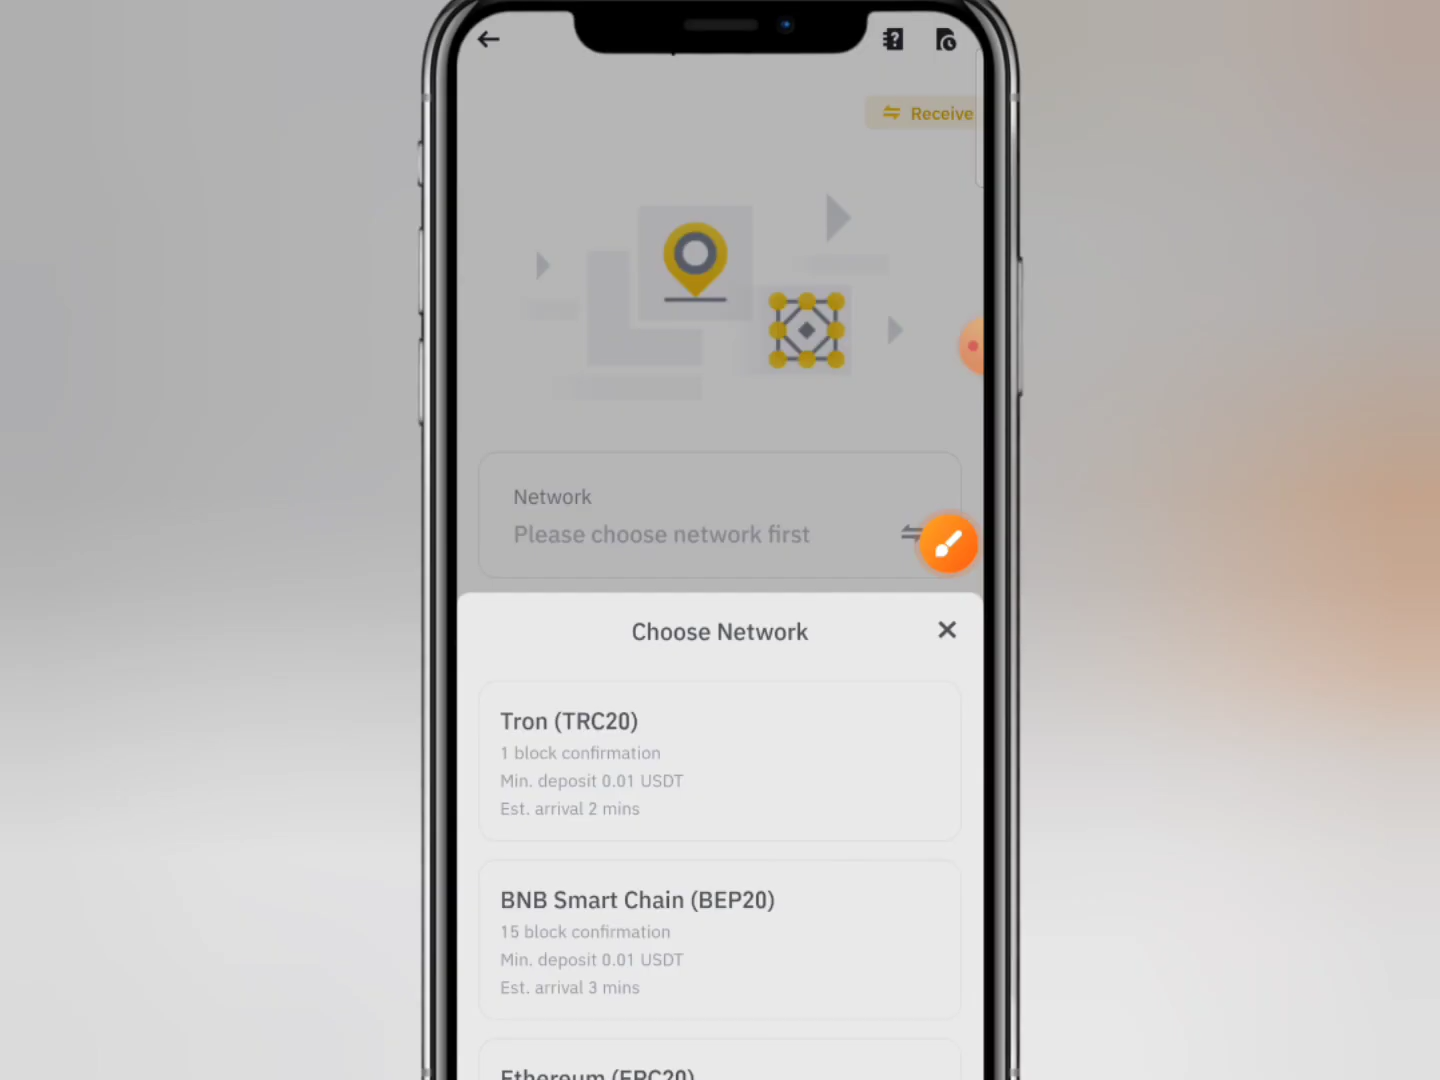 Receive
Network
Please choose network first
Choose Network
Tron (TRC20)
1 block confirmation
Min. deposit 0.01 USDT
Est. arrival 2 mins
BNB Smart Chain (BEP20)
15 block confirmation
Min. deposit 0.01 USDT
Est. arrival 3 mins
Ethereum (ERC20)